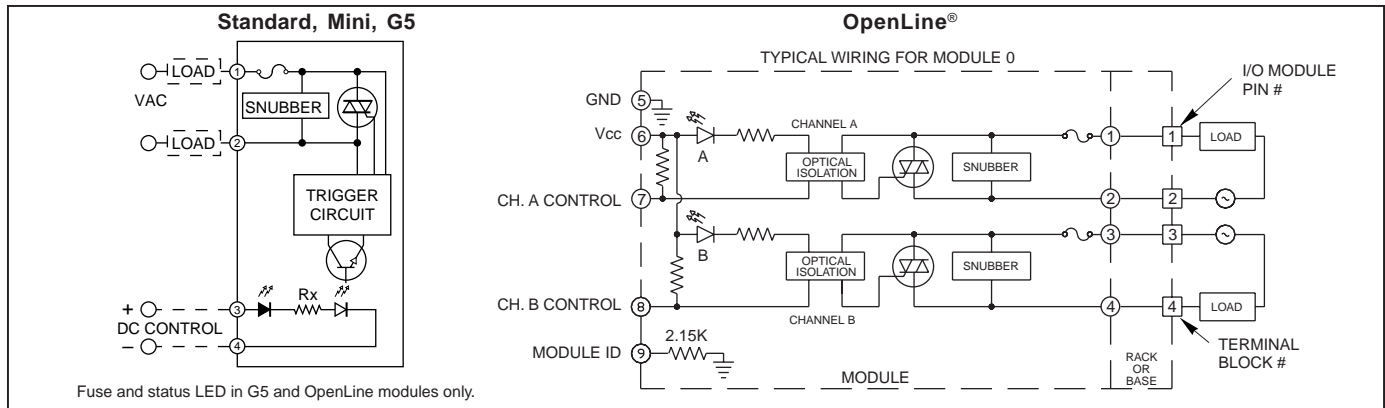 Standard, Mini, G5
LOAD
1
VAC
SNUBBER
LOAD
2
TRIGGER
CIRCUIT
Rx
+
3
DC CONTROL
–
4
Fuse and status LED in G5 and OpenLine modules only.
OpenLine®
TYPICAL WIRING FOR MODULE 0
I/O MODULE
PIN #
GND
5
Vcc
6
A
CHANNEL A
OPTICAL
ISOLATION
SNUBBER
1
1
LOAD
CH. A CONTROL
7
2
2
B
OPTICAL
ISOLATION
SNUBBER
3
3
CH. B CONTROL
8
CHANNEL B
4
4
LOAD
MODULE ID
9
2.15K
MODULE
RACK
OR
BASE
TERMINAL
BLOCK #